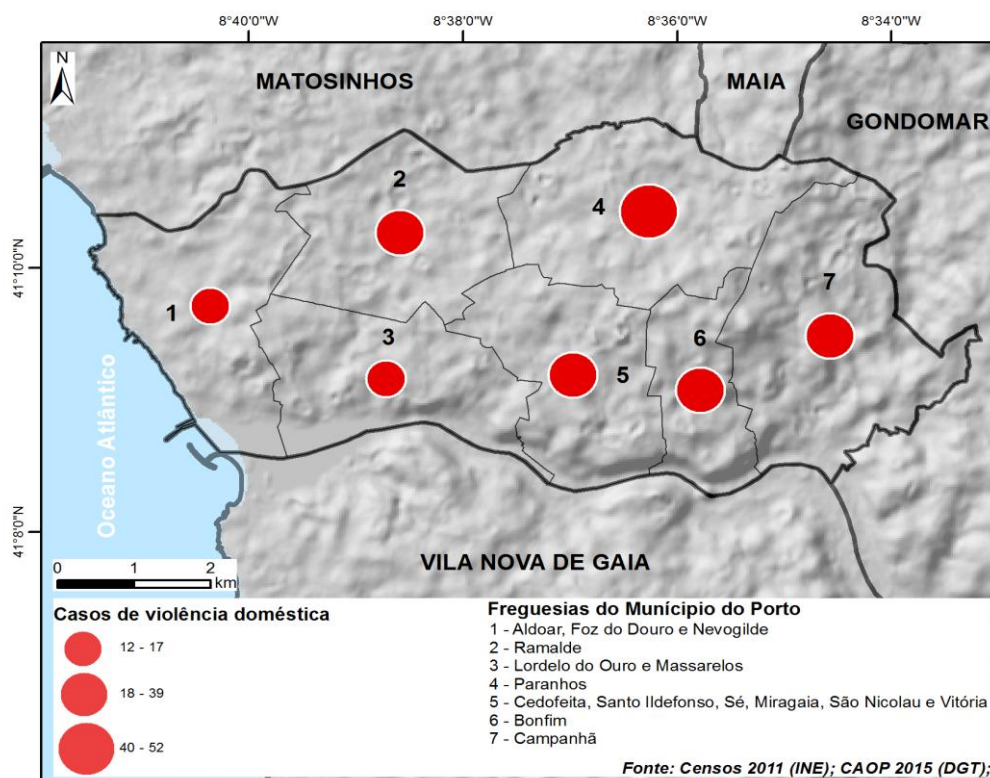 8°40'0"W 8°38'0"W 8°36'0"W 8°34'0"W
N
MATOSINHOS
MAIA
GONDOMAR
2
4
41°10'0"N
7
1
3
6
5
Oceano Atlântico
41°8'0"N
VILA NOVA DE GAIA
0 1 2
km
Casos de violência doméstica
12 - 17
18 - 39
40 - 52
Freguesias do Munícipio do Porto
1 - Aldoar, Foz do Douro e Nevogilde
2 - Ramalde
3 - Lordelo do Ouro e Massarelos
4 - Paranhos
5 - Cedofeita, Santo Ildefonso, Sé, Miragaia, São Nicolau e Vitória
6 - Bonfim
7 - Campanhã
Fonte: Censos 2011 (INE); CAOP 2015 (DGT);